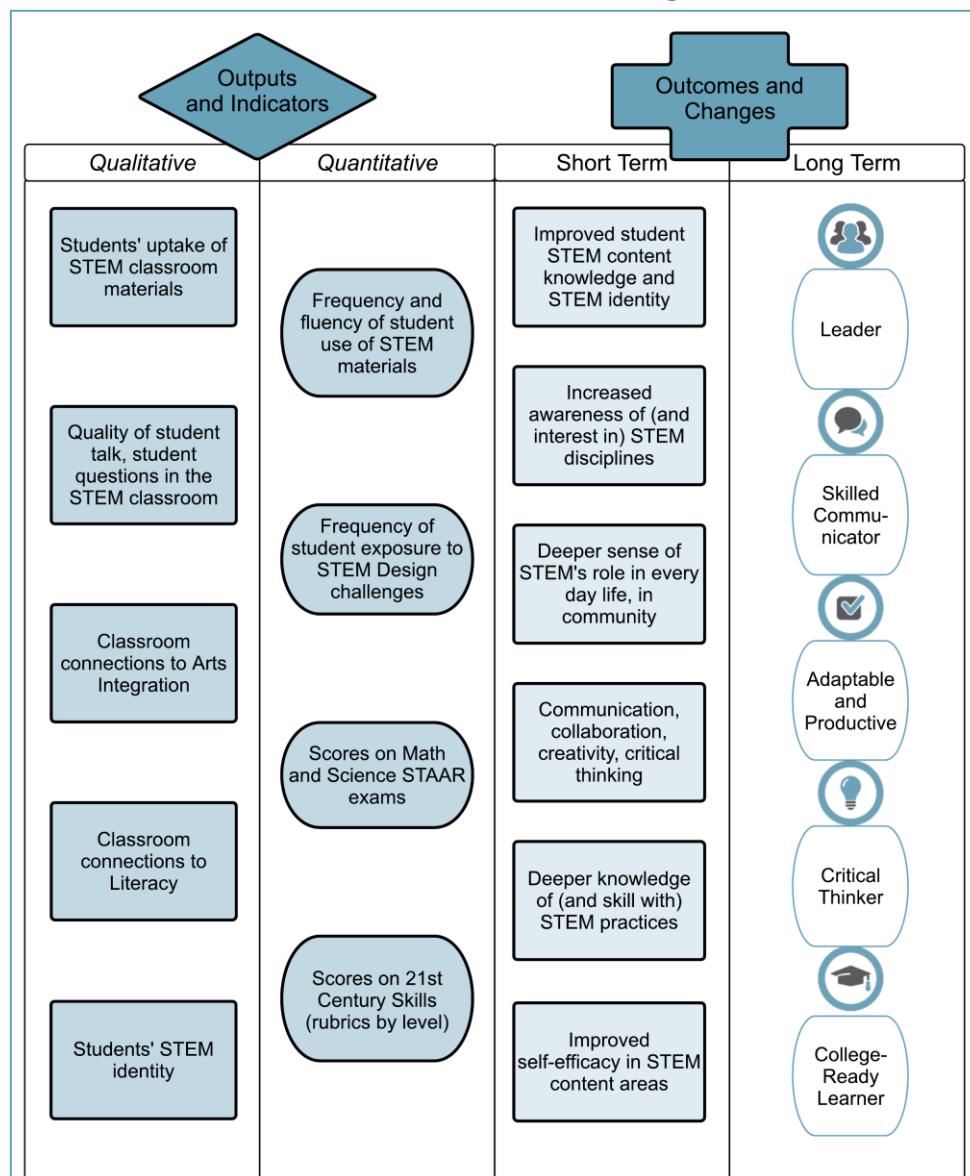 Outputs
and Indicators
Outcomes and
Changes
Qualitative
Quantitative
Short Term
Long Term
Students' uptake of
STEM classroom
materials
Quality of student
talk, student
questions in the
STEM classroom
Classroom
connections to Arts
Integration
Classroom
connections to
Literacy
Students' STEM
identity
Frequency and
fluency of student
use of STEM
materials
Frequency of
student exposure to
STEM Design
challenges
Scores on Math
and Science STAAR
exams
Scores on 21st
Century Skills
(rubrics by level)
Improved student
STEM content
knowledge and
STEM identity
Increased
awareness of (and
interest in) STEM
disciplines
Deeper sense of
STEM's role in every
day life, in
community
Communication,
collaboration,
creativity, critical
thinking
Deeper knowledge
of (and skill with)
STEM practices
Improved
self-efficacy in STEM
content areas
Leader
Skilled
Commu-
nicator
Adaptable
and
Productive
Critical
Thinker
College-
Ready
Learner